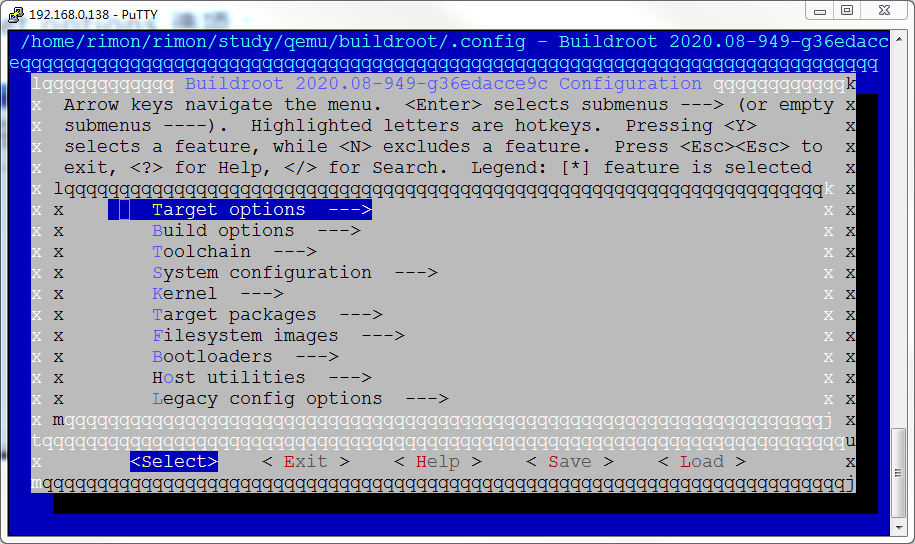 192.168.0.138 - PuTTY
/home/rimon/rimon/study/qemu/buildroot/.config - Buildroot 2020.08-949-g36edacc
eqqqqqqqqqqqqqqqqqqqqqqqqqqqqqqqqqqqqqqqqqqqqqqqqqqqqqqqqqqqqqqqqqqqqqqqqqqqqqq
lqqqqqqqqqqqq Buildroot 2020.08-949-g36edacce9c Configuration qqqqqqqqqqqqk
x  Arrow keys navigate the menu.  <Enter> selects submenus ---> (or empty x
x  submenus ----).  Highlighted letters are hotkeys.  Pressing <Y>        x
x  selects a feature, while <N> excludes a feature.  Press <Esc><Esc> to  x
x  exit, <?> for Help, </> for Search.  Legend: [*] feature is selected   x
x lqqqqqqqqqqqqqqqqqqqqqqqqqqqqqqqqqqqqqqqqqqqqqqqqqqqqqqqqqqqqqqqqqqqqqk x
x x        Target options  --->                                         x x
x x        Build options  --->                                          x x
x x        Toolchain  --->                                              x x
x x        System configuration  --->                                   x x
x x        Kernel  --->                                                 x x
x x        Target packages  --->                                        x x
x x        Filesystem images  --->                                      x x
x x        Bootloaders  --->                                            x x
x x        Host utilities  --->                                         x x
x x        Legacy config options  --->                                  x x
x mqqqqqqqqqqqqqqqqqqqqqqqqqqqqqqqqqqqqqqqqqqqqqqqqqqqqqqqqqqqqqqqqqqqqqj x
tqqqqqqqqqqqqqqqqqqqqqqqqqqqqqqqqqqqqqqqqqqqqqqqqqqqqqqqqqqqqqqqqqqqqqqqqqu
x        <Select>    < Exit >    < Help >    < Save >    < Load >         x
mqqqqqqqqqqqqqqqqqqqqqqqqqqqqqqqqqqqqqqqqqqqqqqqqqqqqqqqqqqqqqqqqqqqqqqqqqj